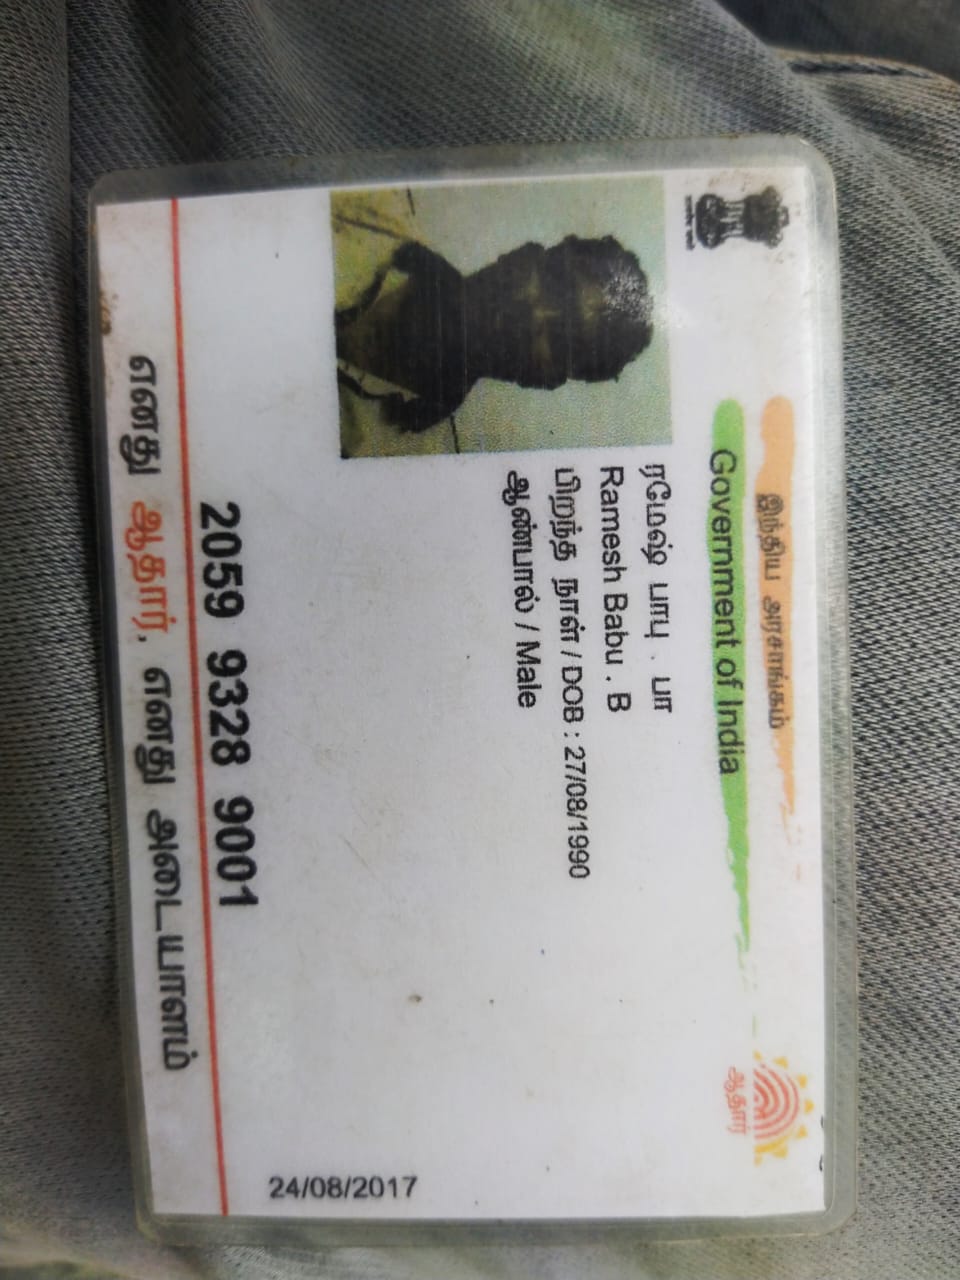 இந்திய அரசாங்கம்
Government of India
ரமேஷ் பாபு . பா
Ramesh Babu . B
பிறந்த நாள் / DOB : 27/08/1990
ஆண்பால் / Male
24/08/2017
ஆதார்
2059 9328 9001
எனது ஆதார், எனது அடையாளம்